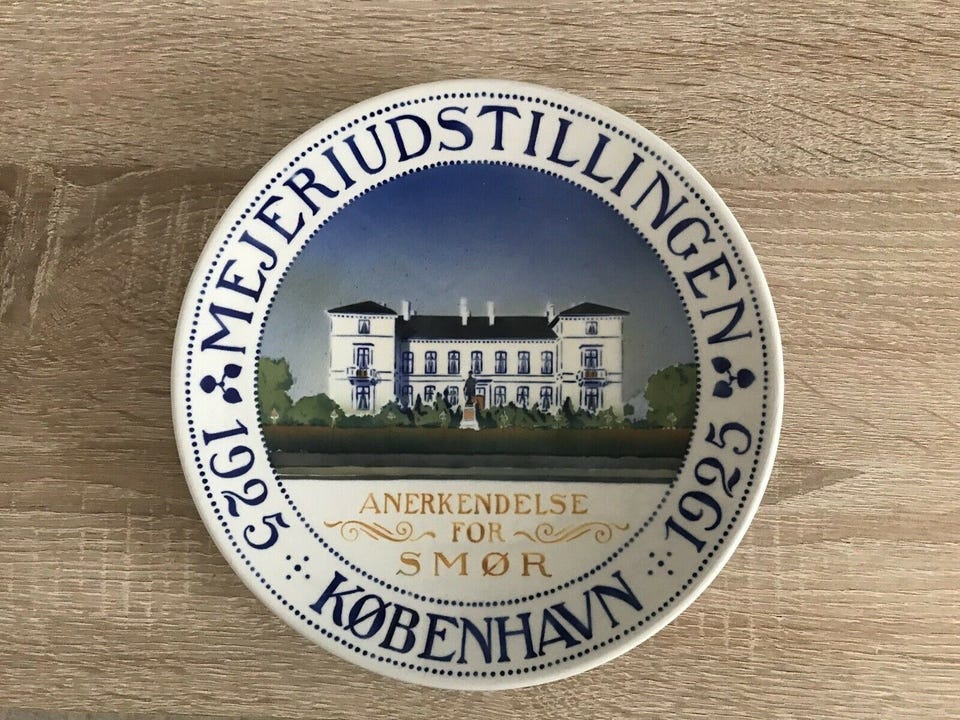 MEJERIUDSTILLINGEN
1925 KØBENHAVN 1925
ANERKENDELSE
FOR
SMØR